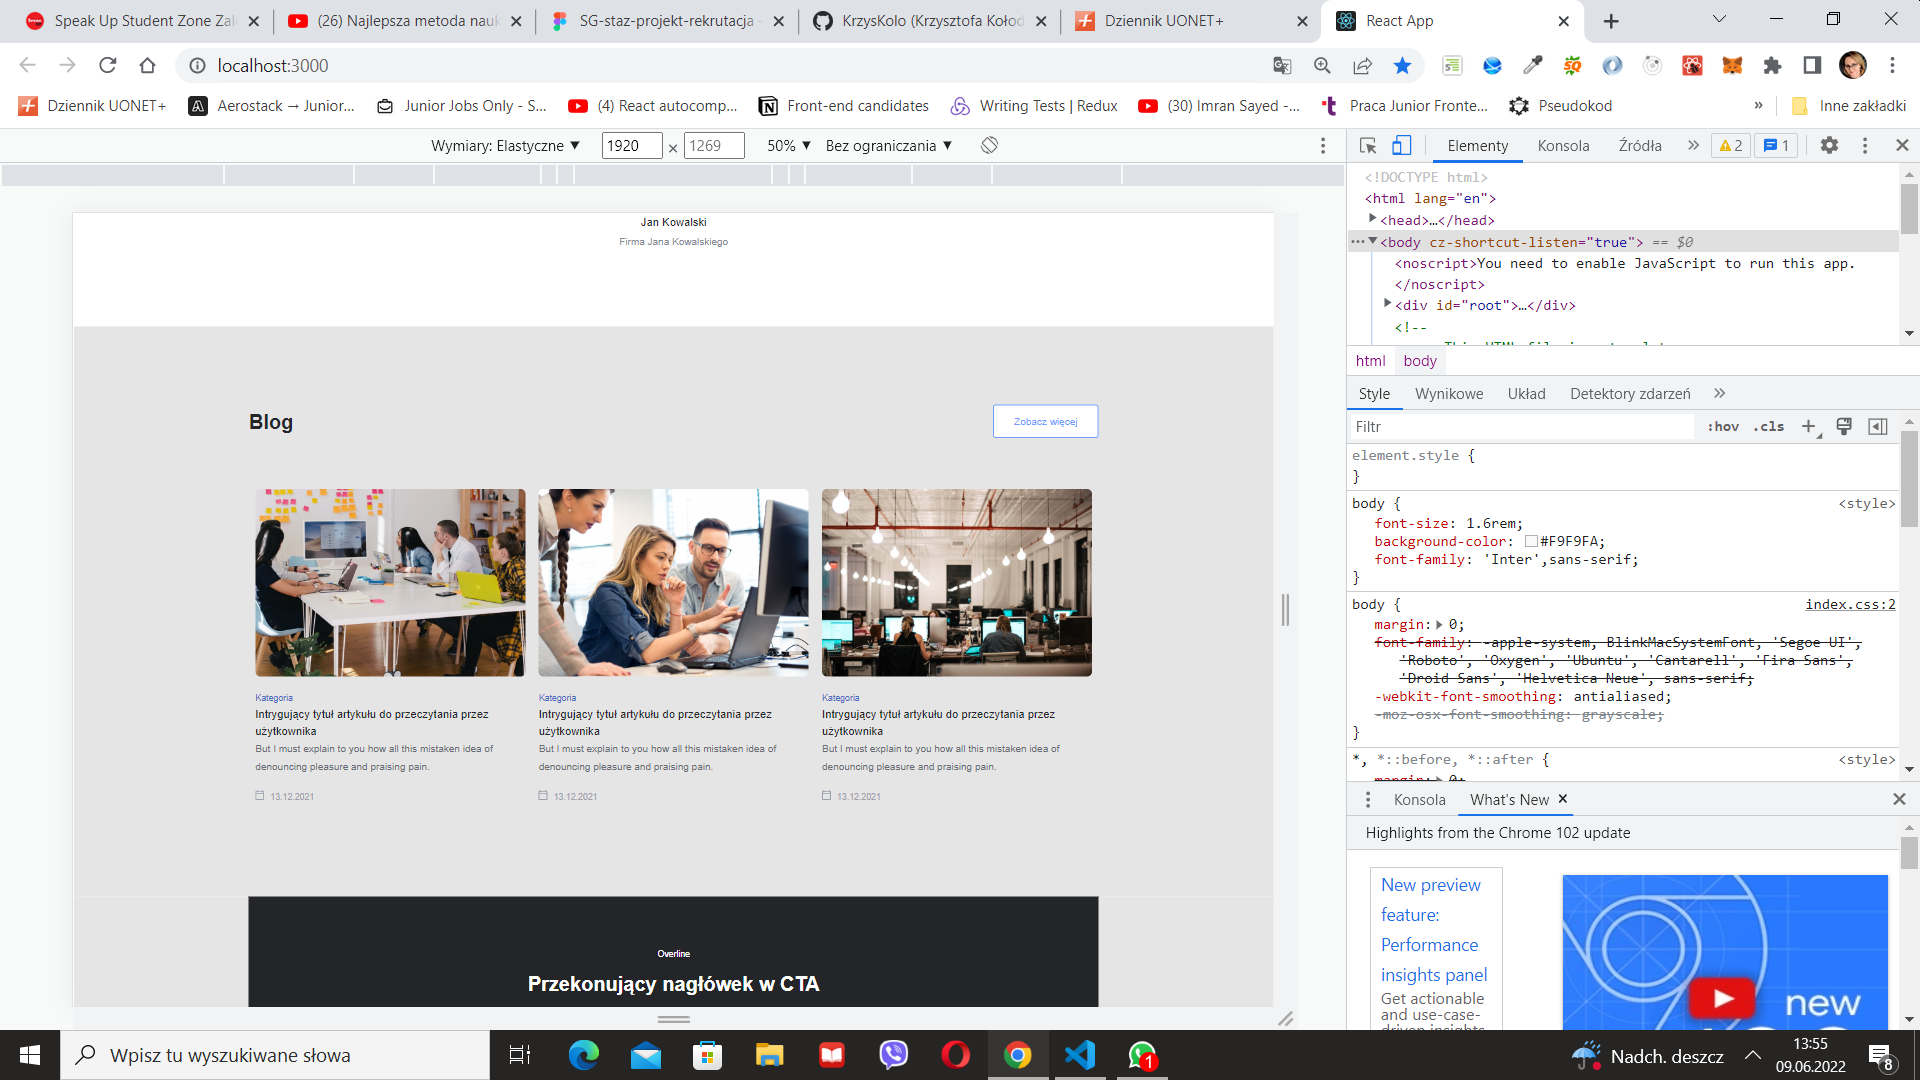 Speak Up Student Zone Zal
(26) Najlepsza metoda nauk
SG-staz-projekt-rekrutacja -
KrzysKolo (Krzysztofa Kołod
Dziennik UONET+
React App
localhost:3000
Dziennik UONET+
Aerostack → Junior...
Junior Jobs Only - S...
(4) React autocomp...
Front-end candidates
Writing Tests | Redux
(30) Imran Sayed -...
Praca Junior Fronte...
Pseudokod
»
Inne zakładki
Wymiary: Elastyczne ▼
1920 × 1269
50% ▼
Bez ograniczania ▼
Elementy
Konsola
Źródła
»
2
1
<!DOCTYPE html>
<html lang="en">
<head>…</head>
<body cz-shortcut-listen="true"> == $0
<noscript>You need to enable JavaScript to run this app.
</noscript>
<div id="root">…</div>
<!--
html body
Style
Wynikowe
Układ
Detektory zdarzeń
»
Filtr
:hov .cls
element.style {
}
body {
<style>
font-size: 1.6rem;
background-color: #F9F9FA;
font-family: 'Inter',sans-serif;
}
body {
index.css:2
margin: 0;
font-family: -apple-system, BlinkMacSystemFont, 'Segoe UI',
'Roboto', 'Oxygen', 'Ubuntu', 'Cantarell', 'Fira Sans',
'Droid Sans', 'Helvetica Neue', sans-serif;
-webkit-font-smoothing: antialiased;
-moz-osx-font-smoothing: grayscale;
}
*, *::before, *::after {
<style>
margin: 0;
Konsola
What's New
Highlights from the Chrome 102 update
New preview
feature:
Performance
insights panel
Get actionable
and use-case-
driven insights
new
Jan Kowalski
Firma Jana Kowalskiego
Blog
Zobacz więcej
Kategoria
Intrygujący tytuł artykułu do przeczytania przez
użytkownika
But I must explain to you how all this mistaken idea of
denouncing pleasure and praising pain.
13.12.2021
Kategoria
Intrygujący tytuł artykułu do przeczytania przez
użytkownika
But I must explain to you how all this mistaken idea of
denouncing pleasure and praising pain.
13.12.2021
Kategoria
Intrygujący tytuł artykułu do przeczytania przez
użytkownika
But I must explain to you how all this mistaken idea of
denouncing pleasure and praising pain.
13.12.2021
Overline
Przekonujący nagłówek w CTA
Wpisz tu wyszukiwane słowa
1
Nadch. deszcz
13:55
09.06.2022
8